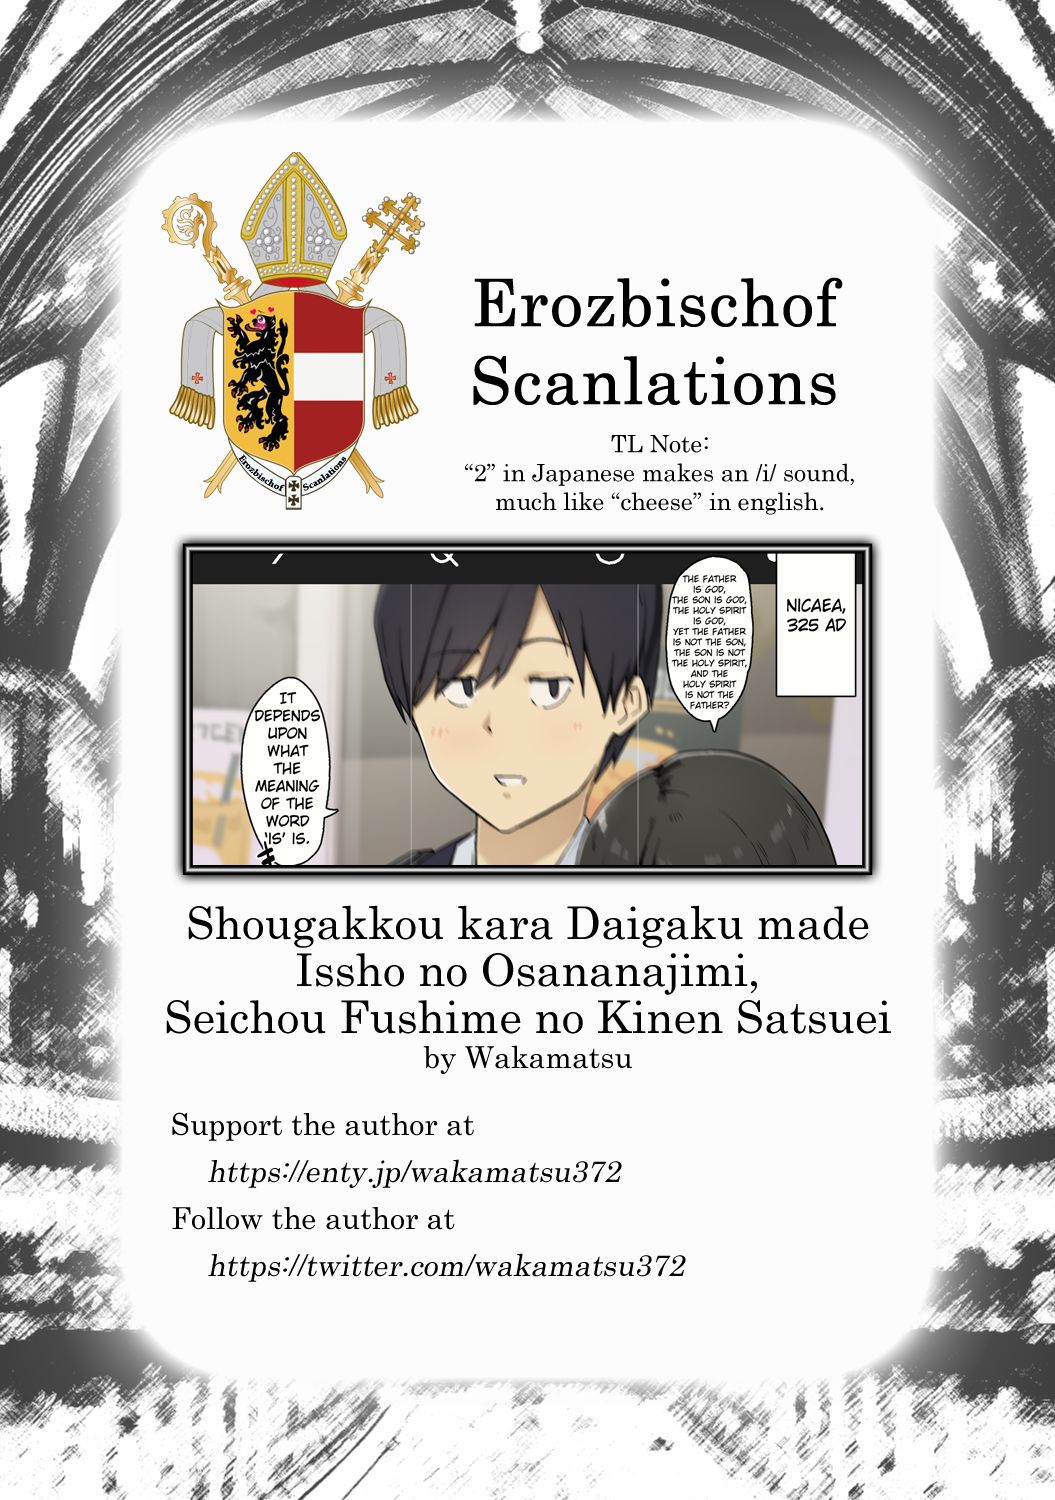 Erozbischof
Scanlations
Erozbischof Scanlations
TL Note:
“2” in Japanese makes an /i/ sound,
much like “cheese” in english.
NICAEA,
325 AD
THE FATHER
IS GOD,
THE SON IS GOD,
THE HOLY SPIRIT
IS GOD,
YET THE FATHER
IS NOT THE SON,
THE SON IS NOT
THE HOLY SPIRIT,
AND THE
HOLY SPIRIT
IS NOT THE
FATHER?
IT
DEPENDS
UPON
WHAT
THE
MEANING
OF THE
WORD
‘IS’ IS.
Shougakkou kara Daigaku made
Issho no Osananajimi,
Seichou Fushime no Kinen Satsuei
by Wakamatsu
Support the author at
https://enty.jp/wakamatsu372
Follow the author at
https://twitter.com/wakamatsu372